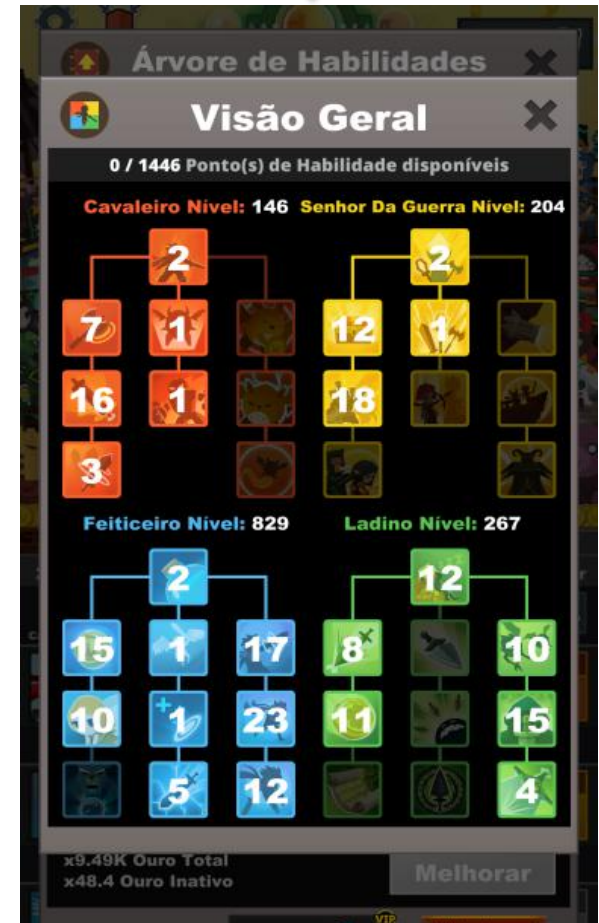 Árvore de Habilidades
Visão Geral
0 / 1446 Ponto(s) de Habilidade disponíveis
Cavaleiro Nível: 146 Senhor Da Guerra Nível: 204
2 2
7 1 12 1
16 1 18
3
Feiticeiro Nível: 829 Ladino Nível: 267
2 12
15 1 17 8 10
10 1 23 11 15
5 12 4
x9.49K Ouro Total
x48.4 Ouro Inativo
Melhorar
VIP